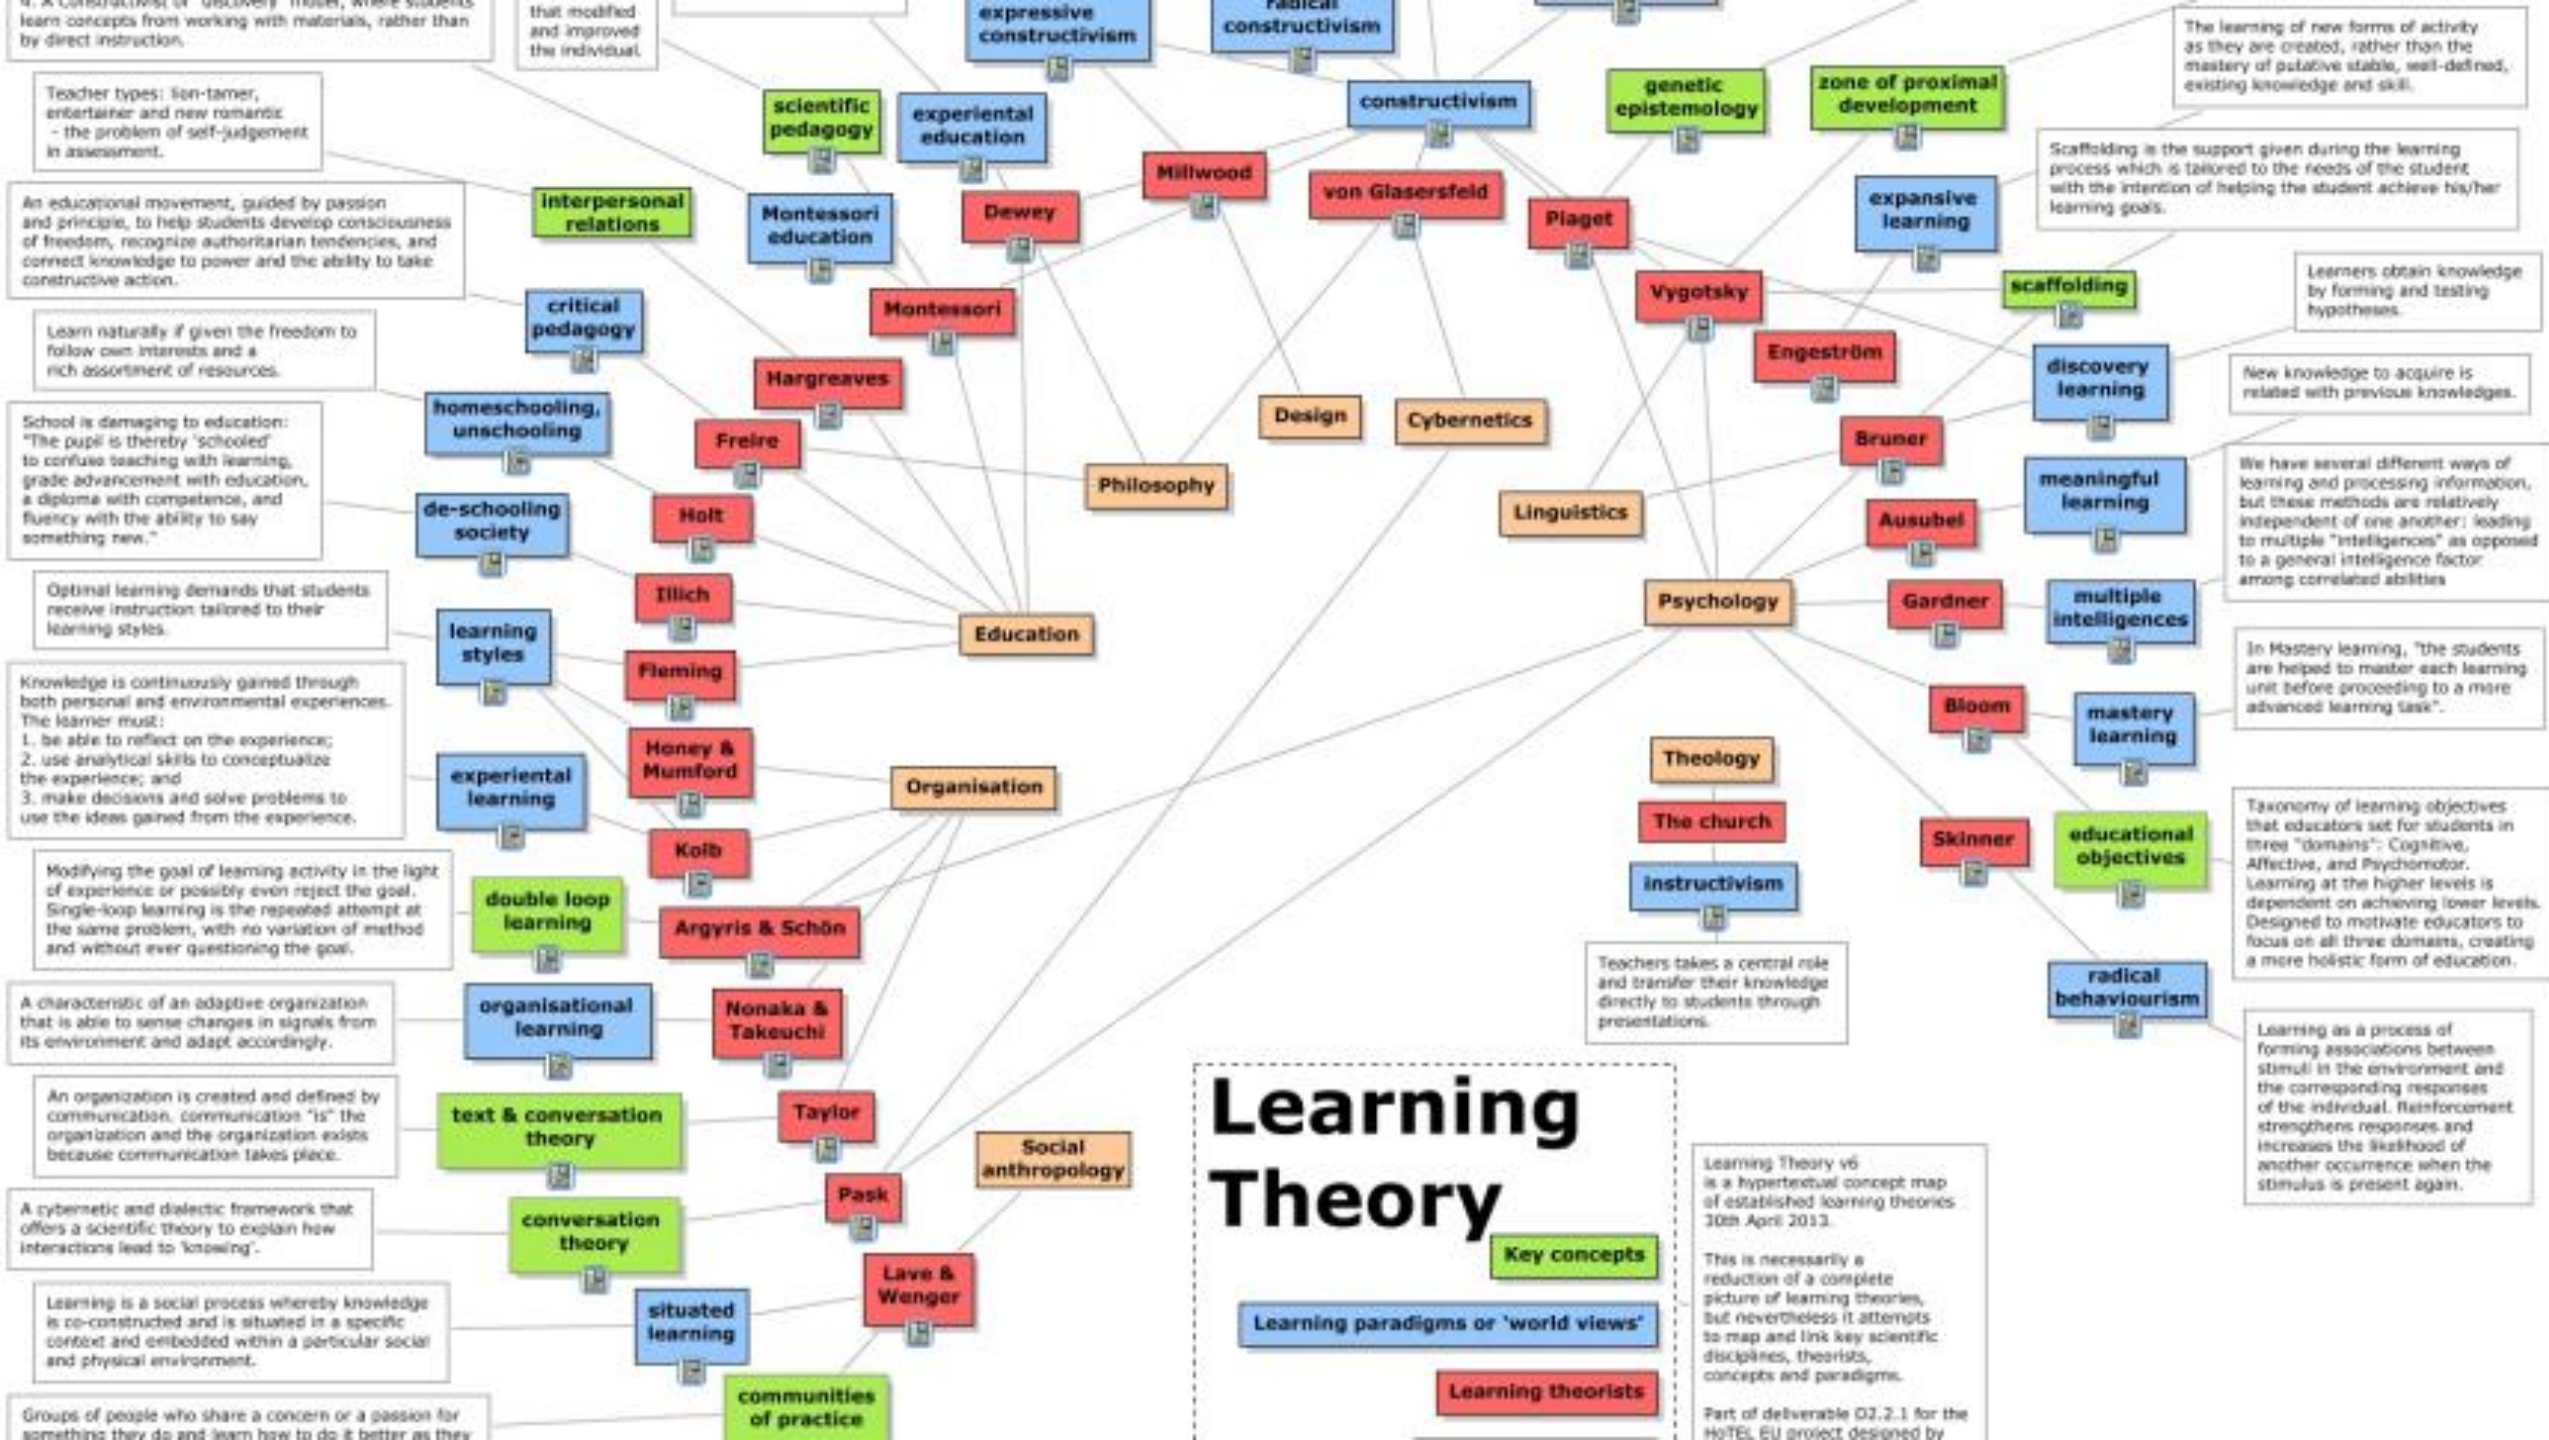 4. A Constructivist or "discovery" model, where students
learn concepts from working with materials, rather than
by direct instruction.
that modified
and improved
the individual.
expressive
constructivism
radical
constructivism
The learning of new forms of activity
as they are created, rather than the
mastery of putative stable, well-defined,
existing knowledge and skill.
Teacher types: lion-tamer,
entertainer and new romantic
- the problem of self-judgement
in assessment.
scientific
pedagogy
experiential
education
constructivism
genetic
epistemology
zone of proximal
development
Scaffolding is the support given during the learning
process which is tailored to the needs of the student
with the intention of helping the student achieve his/her
learning goals.
An educational movement, guided by passion
and principle, to help students develop consciousness
of freedom, recognize authoritarian tendencies, and
connect knowledge to power and the ability to take
constructive action.
interpersonal
relations
Montessori
education
Dewey
Millwood
von Glasersfeld
Piaget
expansive
learning
Vygotsky
scaffolding
Learners obtain knowledge
by forming and testing
hypotheses.
critical
pedagogy
Montessori
Engeström
discovery
learning
Learn naturally if given the freedom to
follow own interests and a
rich assortment of resources.
Hargreaves
New knowledge to acquire is
related with previous knowledges.
homeschooling,
unschooling
Freire
Design
Cybernetics
Bruner
School is damaging to education:
"The pupil is thereby 'schooled'
to confuse teaching with learning,
grade advancement with education,
a diploma with competence, and
fluency with the ability to say
something new."
Philosophy
Linguistics
meaningful
learning
We have several different ways of
learning and processing information,
but these methods are relatively
independent of one another: leading
to multiple "intelligences" as opposed
to a general intelligence factor
among correlated abilities
de-schooling
society
Holt
Ausubel
Optimal learning demands that students
receive instruction tailored to their
learning styles.
Illich
Education
Psychology
Gardner
multiple
intelligences
learning
styles
Fleming
In Mastery learning, "the students
are helped to master each learning
unit before proceeding to a more
advanced learning task".
Knowledge is continuously gained through
both personal and environmental experiences.
The learner must:
1. be able to reflect on the experience;
2. use analytical skills to conceptualize
the experience; and
3. make decisions and solve problems to
use the ideas gained from the experience.
Bloom
mastery
learning
Honey &
Mumford
experiential
learning
Organisation
Theology
The church
instructivism
Teachers takes a central role
and transfer their knowledge
directly to students through
presentations.
Skinner
educational
objectives
Taxonomy of learning objectives
that educators set for students in
three "domains": Cognitive,
Affective, and Psychomotor.
Learning at the higher levels is
dependent on achieving lower levels.
Designed to motivate educators to
focus on all three domains, creating
a more holistic form of education.
Kolb
Modifying the goal of learning activity in the light
of experience or possibly even reject the goal.
Single-loop learning is the repeated attempt at
the same problem, with no variation of method
and without ever questioning the goal.
double loop
learning
Argyris & Schön
radical
behaviourism
A characteristic of an adaptive organization
that is able to sense changes in signals from
its environment and adapt accordingly.
organisational
learning
Nonaka &
Takeuchi
Learning as a process of
forming associations between
stimuli in the environment and
the corresponding responses
of the individual. Reinforcement
strengthens responses and
increases the likelihood of
another occurrence when the
stimulus is present again.
An organization is created and defined by
communication. communication "is" the
organization and the organization exists
because communication takes place.
text & conversation
theory
Taylor
Social
anthropology
A cybernetic and dialectic framework that
offers a scientific theory to explain how
interactions lead to 'knowing'.
conversation
theory
Pask
Learning is a social process whereby knowledge
is co-constructed and is situated in a specific
context and embedded within a particular social
and physical environment.
situated
learning
Lave &
Wenger
Groups of people who share a concern or a passion for
something they do and learn how to do it better as they
communities
of practice
Learning
Theory
Key concepts
Learning paradigms or 'world views'
Learning theorists
Learning Theory v6
is a hypertextual concept map
of established learning theories
30th April 2013.
This is necessarily a
reduction of a complete
picture of learning theories,
but nevertheless it attempts
to map and link key scientific
disciplines, theorists,
concepts and paradigms.
Part of deliverable D2.2.1 for the
HoTEL EU project designed by